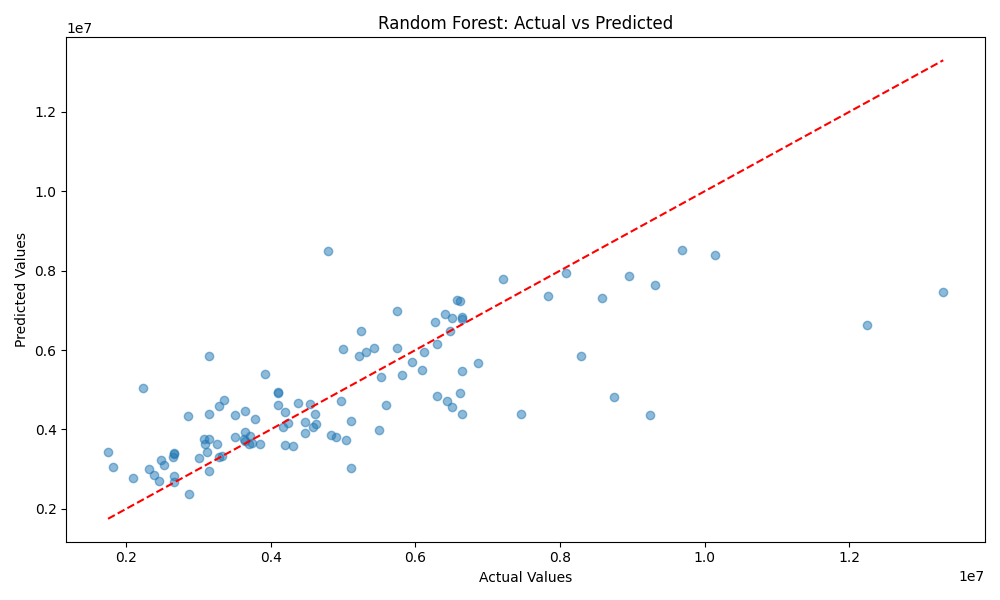 Random Forest: Actual vs Predicted
1e7
Predicted Values
1.2
1.0
0.8
0.6
0.4
0.2
0.2 0.4 0.6 0.8 1.0 1.2
1e7
Actual Values